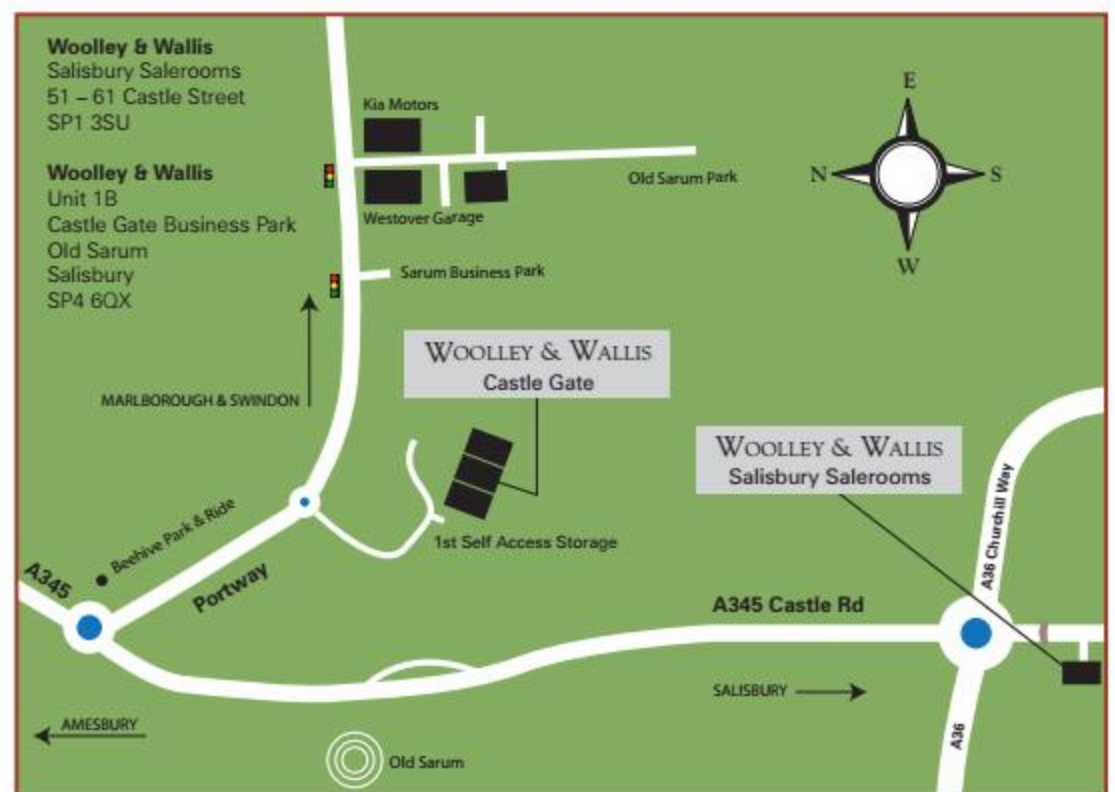 Woolley & Wallis
Salisbury Salerooms
51 – 61 Castle Street
SP1 3SU
Woolley & Wallis
Unit 1B
Castle Gate Business Park
Old Sarum
Salisbury
SP4 6QX
Kia Motors
Old Sarum Park
Westover Garage
Sarum Business Park
E
N
S
W
MARLBOROUGH & SWINDON
WOOLLEY & WALLIS
Castle Gate
WOOLLEY & WALLIS
Salisbury Salerooms
1st Self Access Storage
Beehive Park & Ride
A345
Portway
A36 Churchill Way
A345 Castle Rd
SALISBURY
A36
AMESBURY
Old Sarum